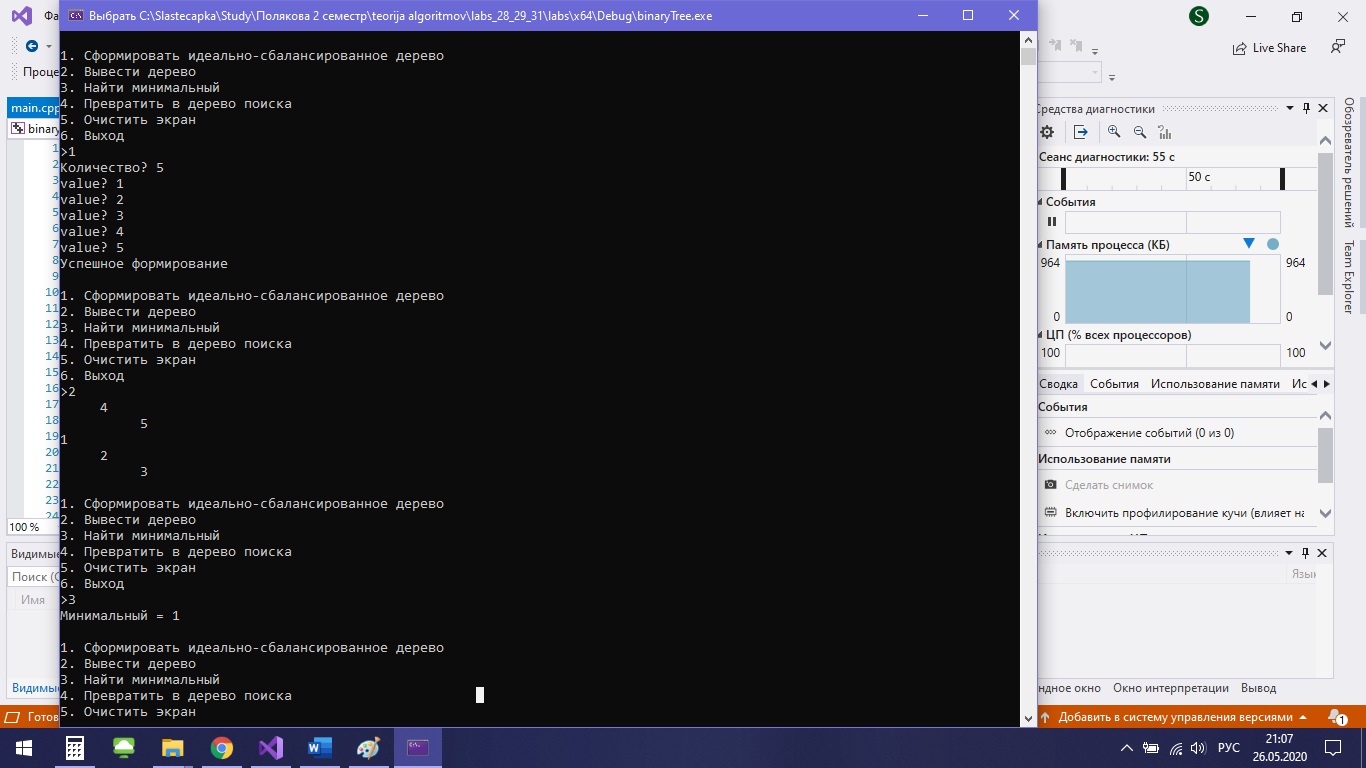 Выбрать C:\Slastecapka\Study\Полякова 2 семестр\teorija algoritmov\labs_28_29_31\labs\x64\Debug\binaryTree.exe
1. Сформировать идеально-сбалансированное дерево
2. Вывести дерево
3. Найти минимальный
4. Превратить в дерево поиска
5. Очистить экран
6. Выход
>1
Количество? 5
value? 1
value? 2
value? 3
value? 4
value? 5
Успешное формирование
1. Сформировать идеально-сбалансированное дерево
2. Вывести дерево
3. Найти минимальный
4. Превратить в дерево поиска
5. Очистить экран
6. Выход
>2
4
5
1
2
3
1. Сформировать идеально-сбалансированное дерево
2. Вывести дерево
3. Найти минимальный
4. Превратить в дерево поиска
5. Очистить экран
6. Выход
>3
Минимальный = 1
1. Сформировать идеально-сбалансированное дерево
2. Вывести дерево
3. Найти минимальный
4. Превратить в дерево поиска
5. Очистить экран
Фа
Проце
main.cpp
binary
1
2
3
4
5
6
7
8
9
10
11
12
13
14
15
16
17
18
19
20
21
22
23
24
100 %
Видимые
Поиск (C
Имя
Видимые
Готов
S
Live Share
Средства диагностики
Сеанс диагностики: 55 с
50 с
События
Память процесса (КБ)
964
964
0
0
ЦП (% всех процессоров)
100
100
Сводка
События
Использование памяти
Ис
События
Отображение событий (0 из 0)
Использование памяти
Сделать снимок
Включить профилирование кучи (влияет на
Язык
ндное окно
Окно интерпретации
Вывод
Добавить в систему управления версиями
1
Обозреватель решений
Team Explorer
РУС
21:07
26.05.2020